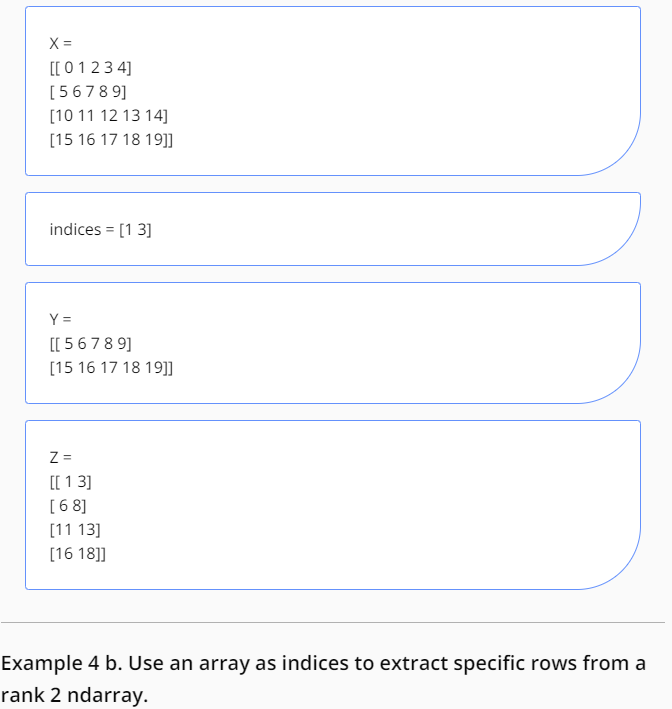 X =
[[ 0 1 2 3 4]
[ 5 6 7 8 9]
[10 11 12 13 14]
[15 16 17 18 19]]
indices = [1 3]
Y =
[[ 5 6 7 8 9]
[15 16 17 18 19]]
Z =
[[ 1 3]
[ 6 8]
[11 13]
[16 18]]
Example 4 b. Use an array as indices to extract specific rows from a
rank 2 ndarray.